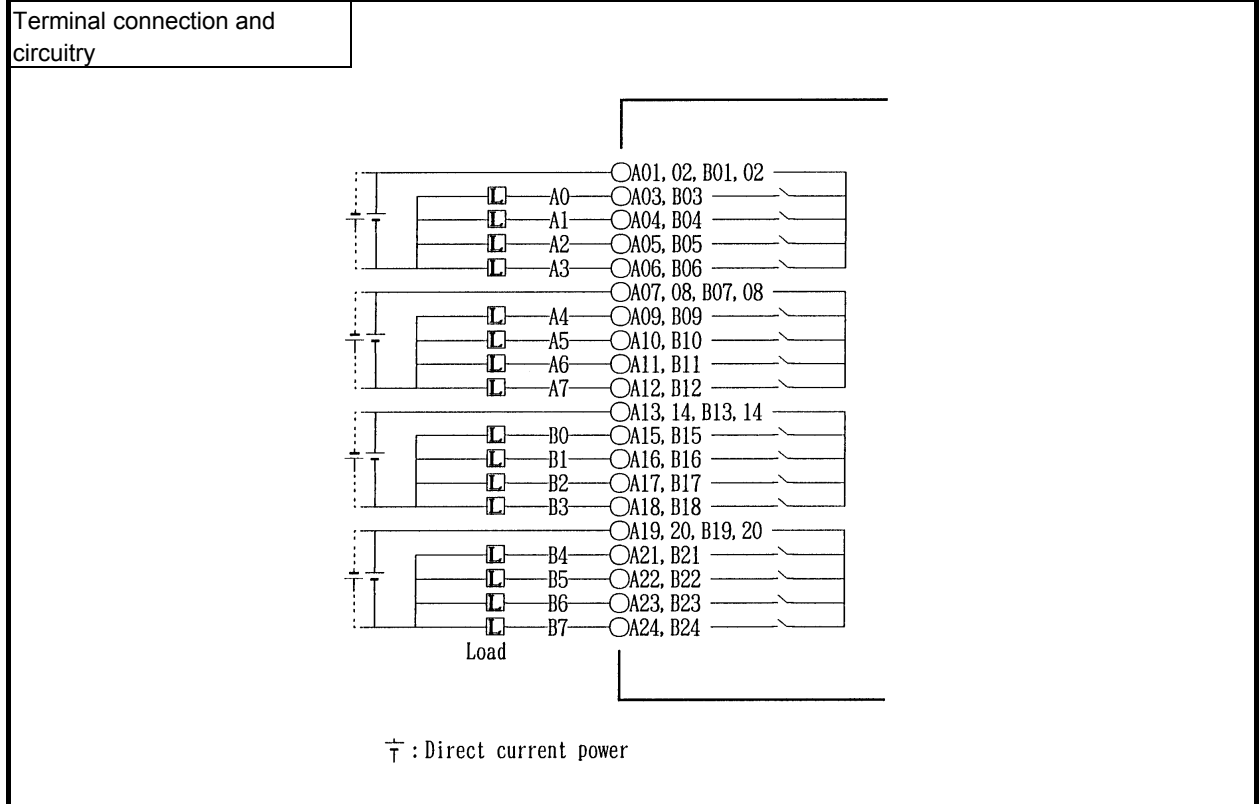 Terminal connection and
circuitry
A01, 02, B01, 02
L A0 A03, B03
L A1 A04, B04
L A2 A05, B05
L A3 A06, B06
A07, 08, B07, 08
L A4 A09, B09
L A5 A10, B10
L A6 A11, B11
L A7 A12, B12
A13, 14, B13, 14
L B0 A15, B15
L B1 A16, B16
L B2 A17, B17
L B3 A18, B18
A19, 20, B19, 20
L B4 A21, B21
L B5 A22, B22
L B6 A23, B23
L B7 A24, B24
Load
: Direct current power